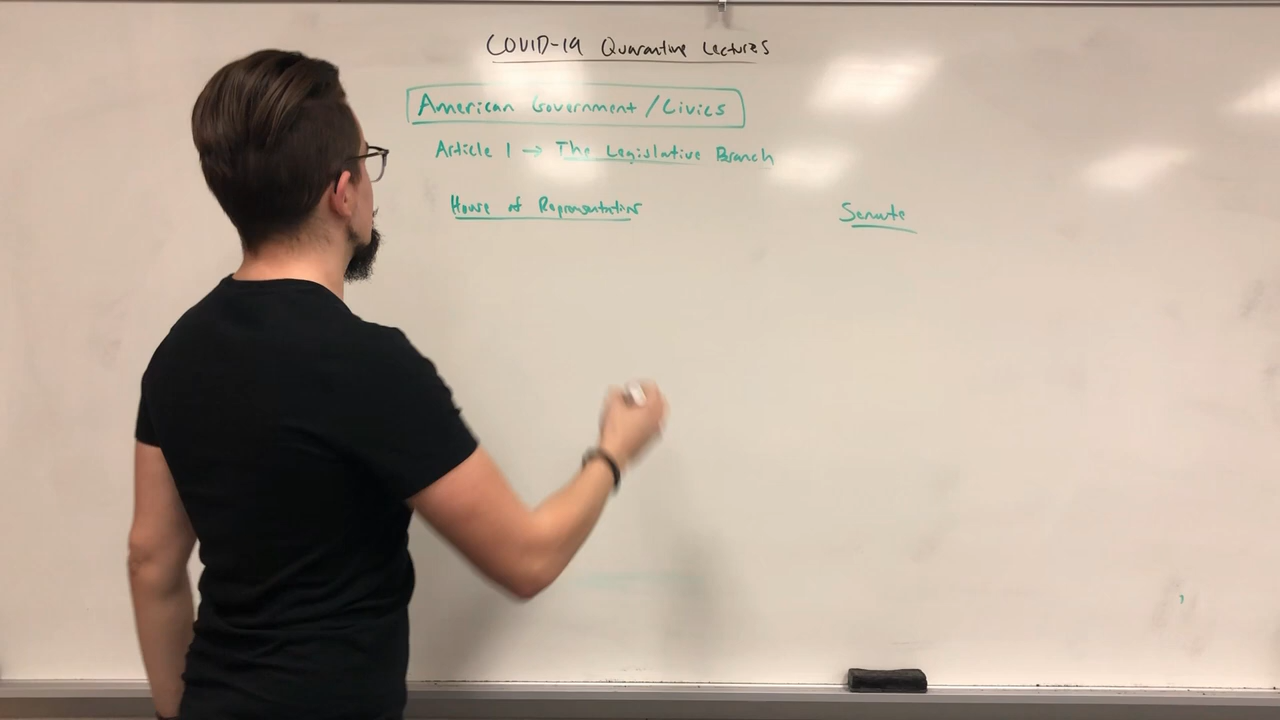 COVID-19 Quarantine Lectures
American Government / Civics
Article 1 → The Legislative Branch
House of Representatives
Senate